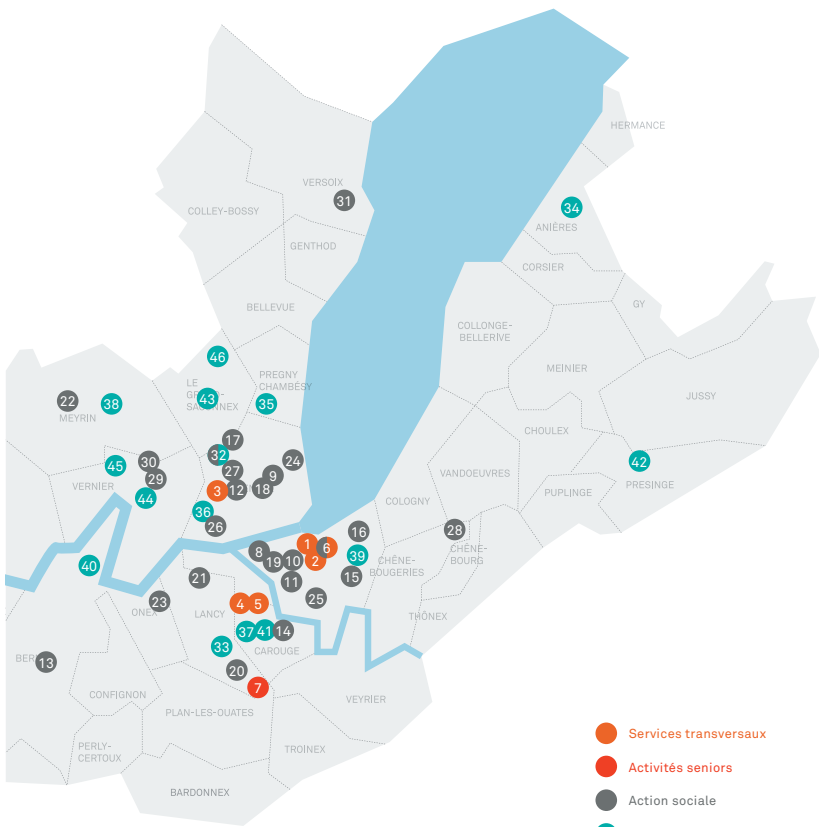 HERMANCE
VERSOIX
31
34
COLLEY-BOSSY
ANIÈRES
GENTHOD
CORSIER
BELLEVUE
GY
COLLONGE-
BELLERIVE
46
MEINIER
PREGNY
CHAMBÉSY
LE
43
35
JUSSY
22
38
MEYRIN
CHOULEX
17
32
30
45
27
24
42
29
9
VERNIER
VANDOEUVRES
PRESINGE
3
12
18
44
PUPLINGE
36
COLOGNY
26
16
28
1
6
8
10
2
39
CHÊNE-
BOURG
40
19
CHÊNE-
BOUGERIES
21
11
15
23
4
5
25
ONEX
LANCY
THÔNEX
37
41
14
33
CAROUGE
13
20
7
CONFIGNON
VEYRIER
PLAN-LES-OUATES
PERLY-
CERTOUX
TROINEX
BARDONNEX
Services transversaux
Activités seniors
Action sociale